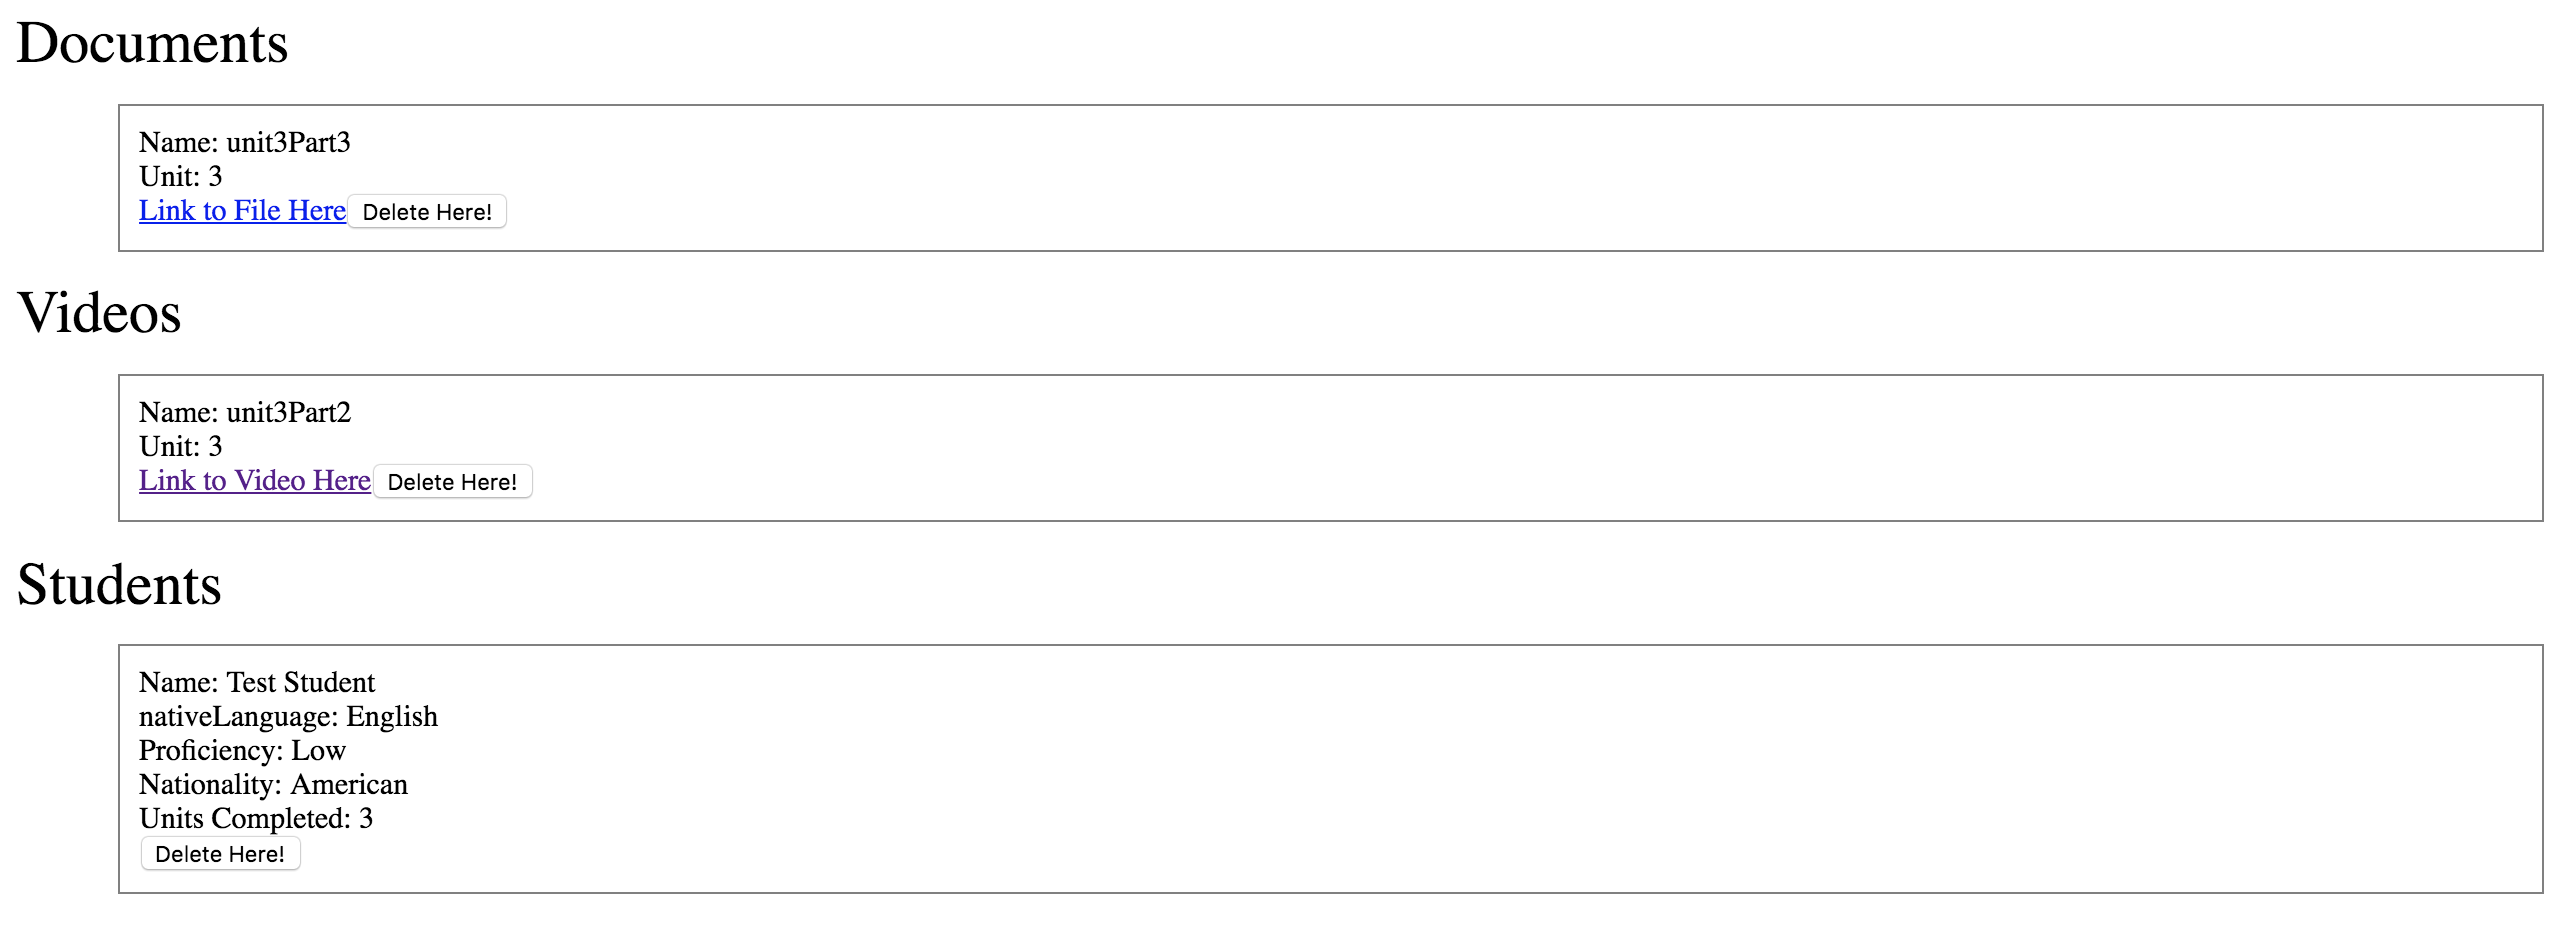 Documents
Name: unit3Part3
Unit: 3
Link to File Here Delete Here!
Videos
Name: unit3Part2
Unit: 3
Link to Video Here Delete Here!
Students
Name: Test Student
nativeLanguage: English
Proficiency: Low
Nationality: American
Units Completed: 3
Delete Here!